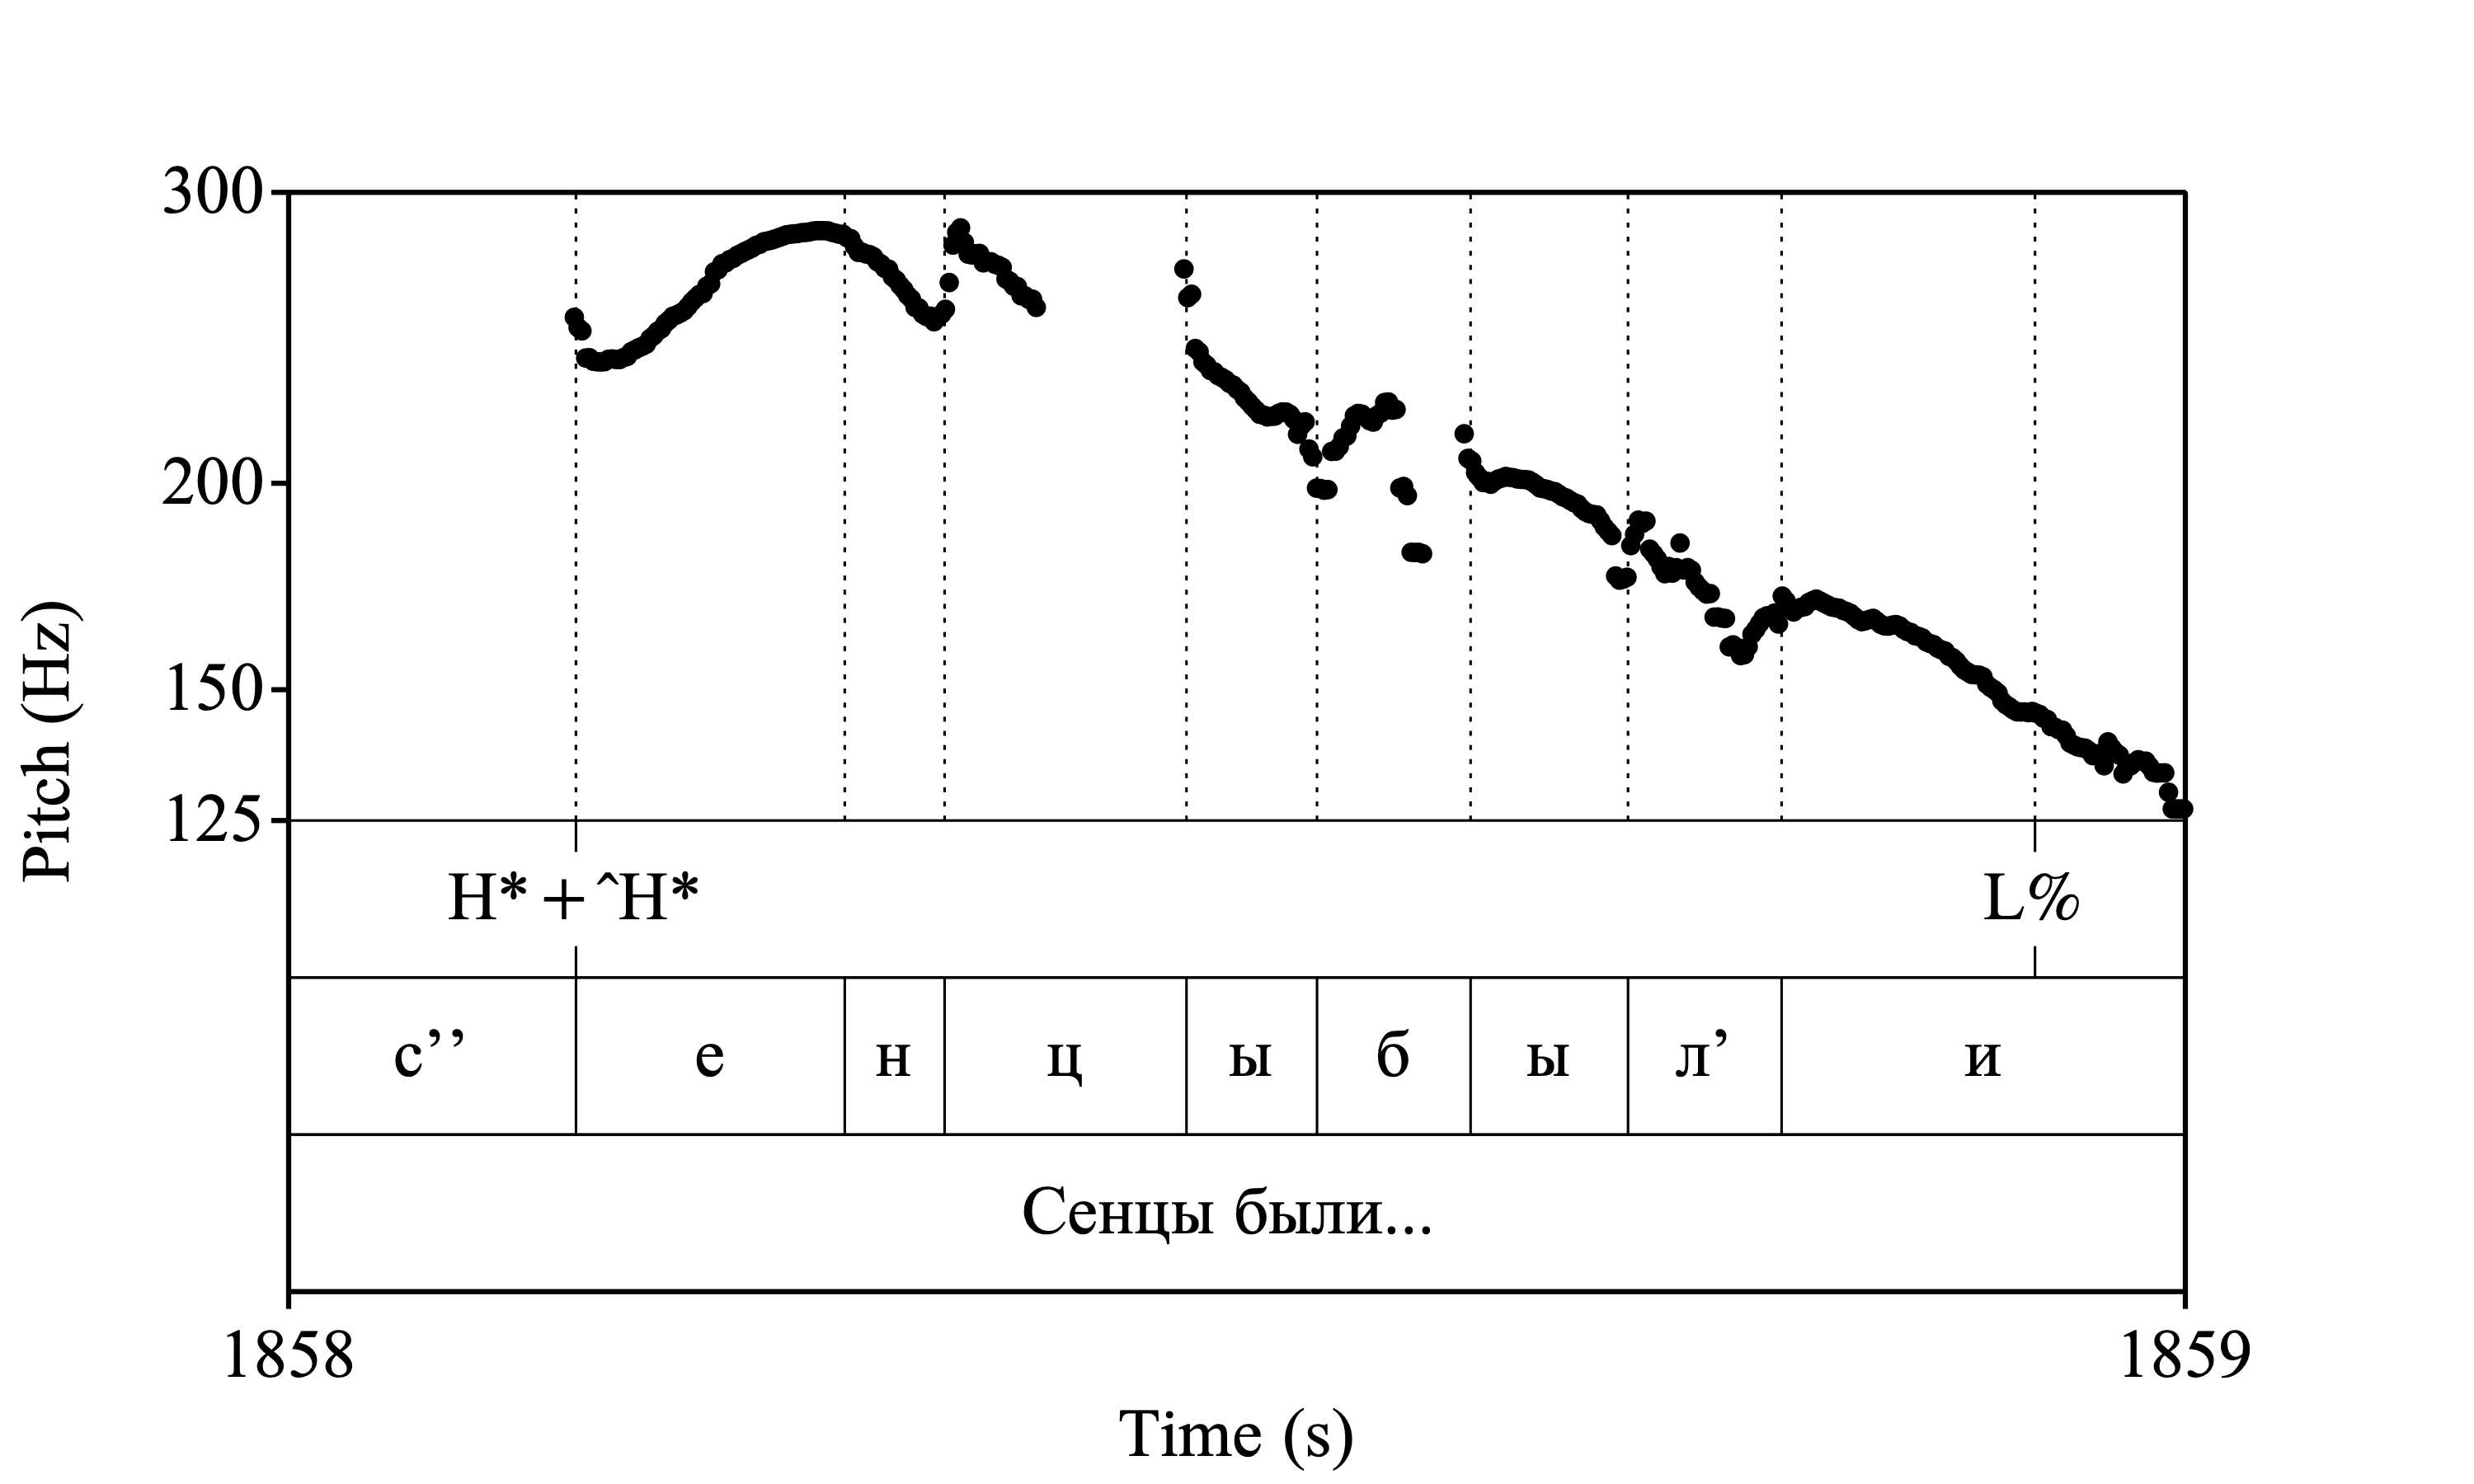 300
200
150
125
Pitch (Hz)
H*+^H* L%
с’’ е н ц ы б ы л’ и
Сенцы были...
1858 1859
Time (s)